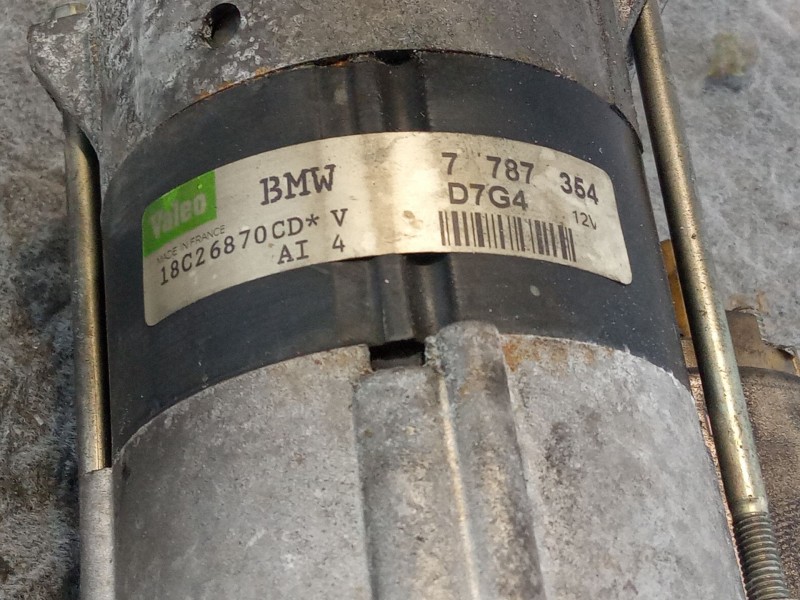 Valeo
MADE IN FRANCE
BMW
7 787 354
D7G4
12V
18C26870CD* V
AI 4